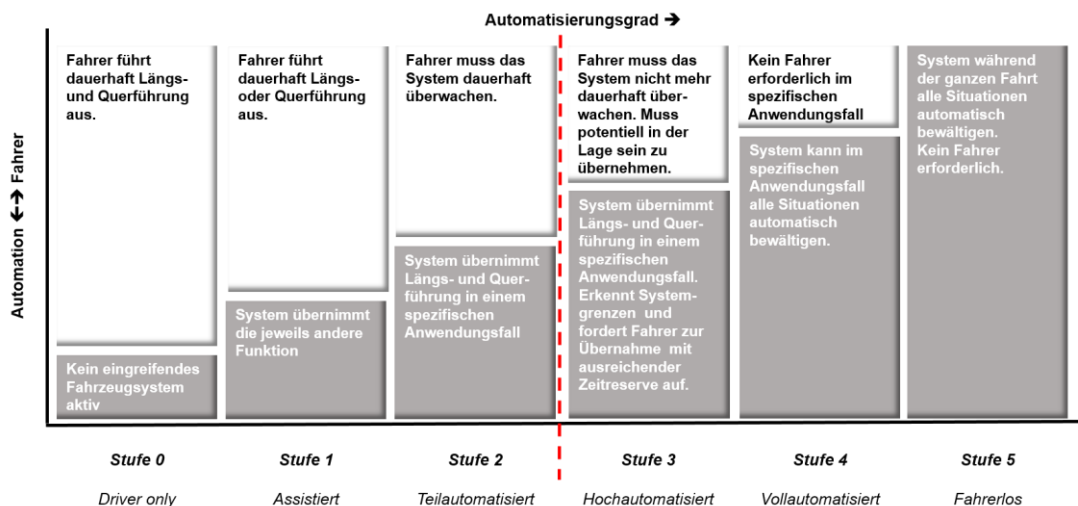 Automatisierungsgrad →
Automation ↔ Fahrer
Fahrer führt
dauerhaft Längs-
und Querführung
aus.
Kein eingreifendes
Fahrzeugsystem
aktiv
Fahrer führt
dauerhaft Längs-
oder Querführung
aus.
System übernimmt
die jeweils andere
Funktion
Fahrer muss das
System dauerhaft
überwachen.
System übernimmt
Längs- und Quer-
führung in einem
spezifischen
Anwendungsfall
Fahrer muss das
System nicht mehr
dauerhaft über-
wachen. Muss
potentiell in der
Lage sein zu
übernehmen.
System übernimmt
Längs- und Quer-
führung in einem
spezifischen
Anwendungsfall.
Erkennt System-
grenzen und
fordert Fahrer zur
Übernahme mit
ausreichender
Zeitreserve auf.
Kein Fahrer
erforderlich im
spezifischen
Anwendungsfall
System kann im
spezifischen
Anwendungsfall
alle Situationen
automatisch
bewältigen.
System während
der ganzen Fahrt
alle Situationen
automatisch
bewältigen.
Kein Fahrer
erforderlich.
Stufe 0
Stufe 1
Stufe 2
Stufe 3
Stufe 4
Stufe 5
Driver only
Assistiert
Teilautomatisiert
Hochautomatisiert
Vollautomatisiert
Fahrerlos